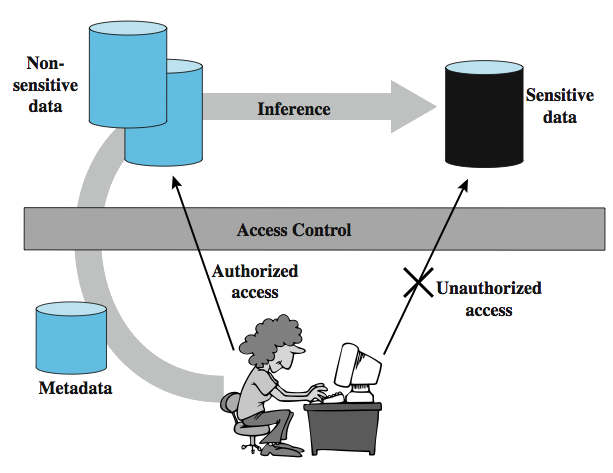 Non-
sensitive
data
Inference
Sensitive
data
Access Control
Authorized
access
Unauthorized
access
Metadata